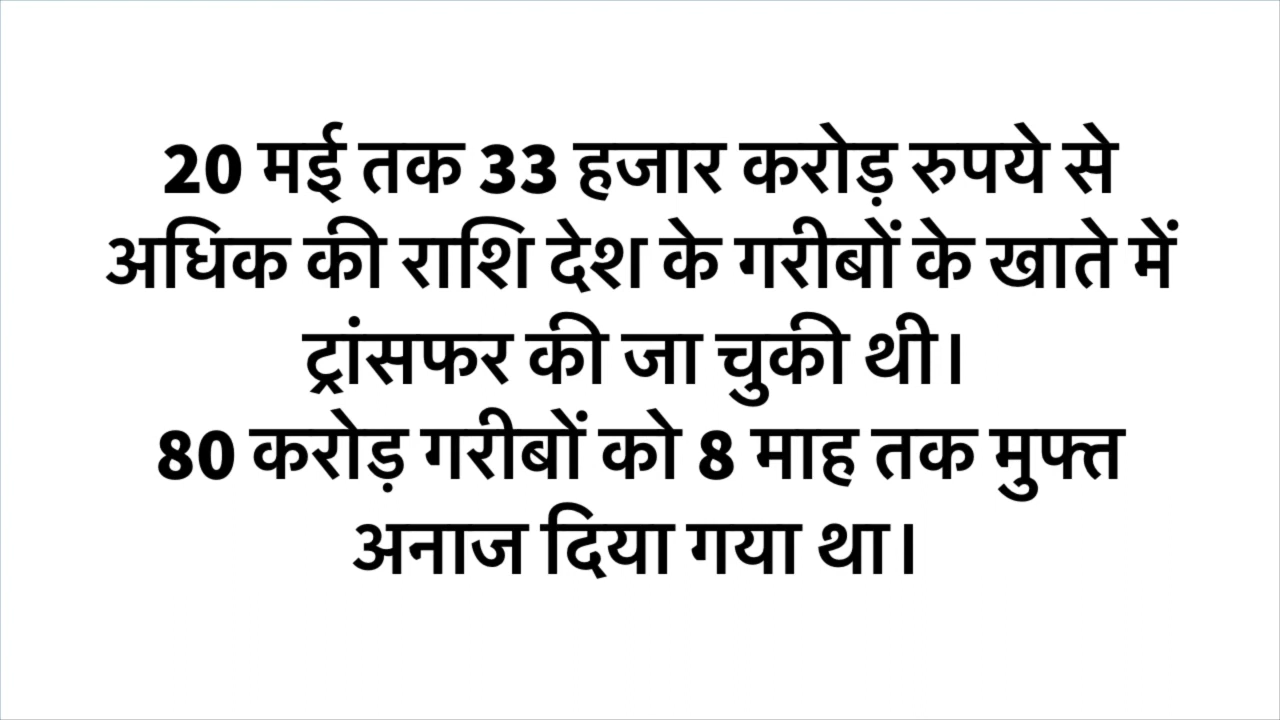 20 मई तक 33 हजार करोड़ रुपये से
अधिक की राशि देश के गरीबों के खाते में
ट्रांसफर की जा चुकी थी।
80 करोड़ गरीबों को 8 माह तक मुफ्त
अनाज दिया गया था।